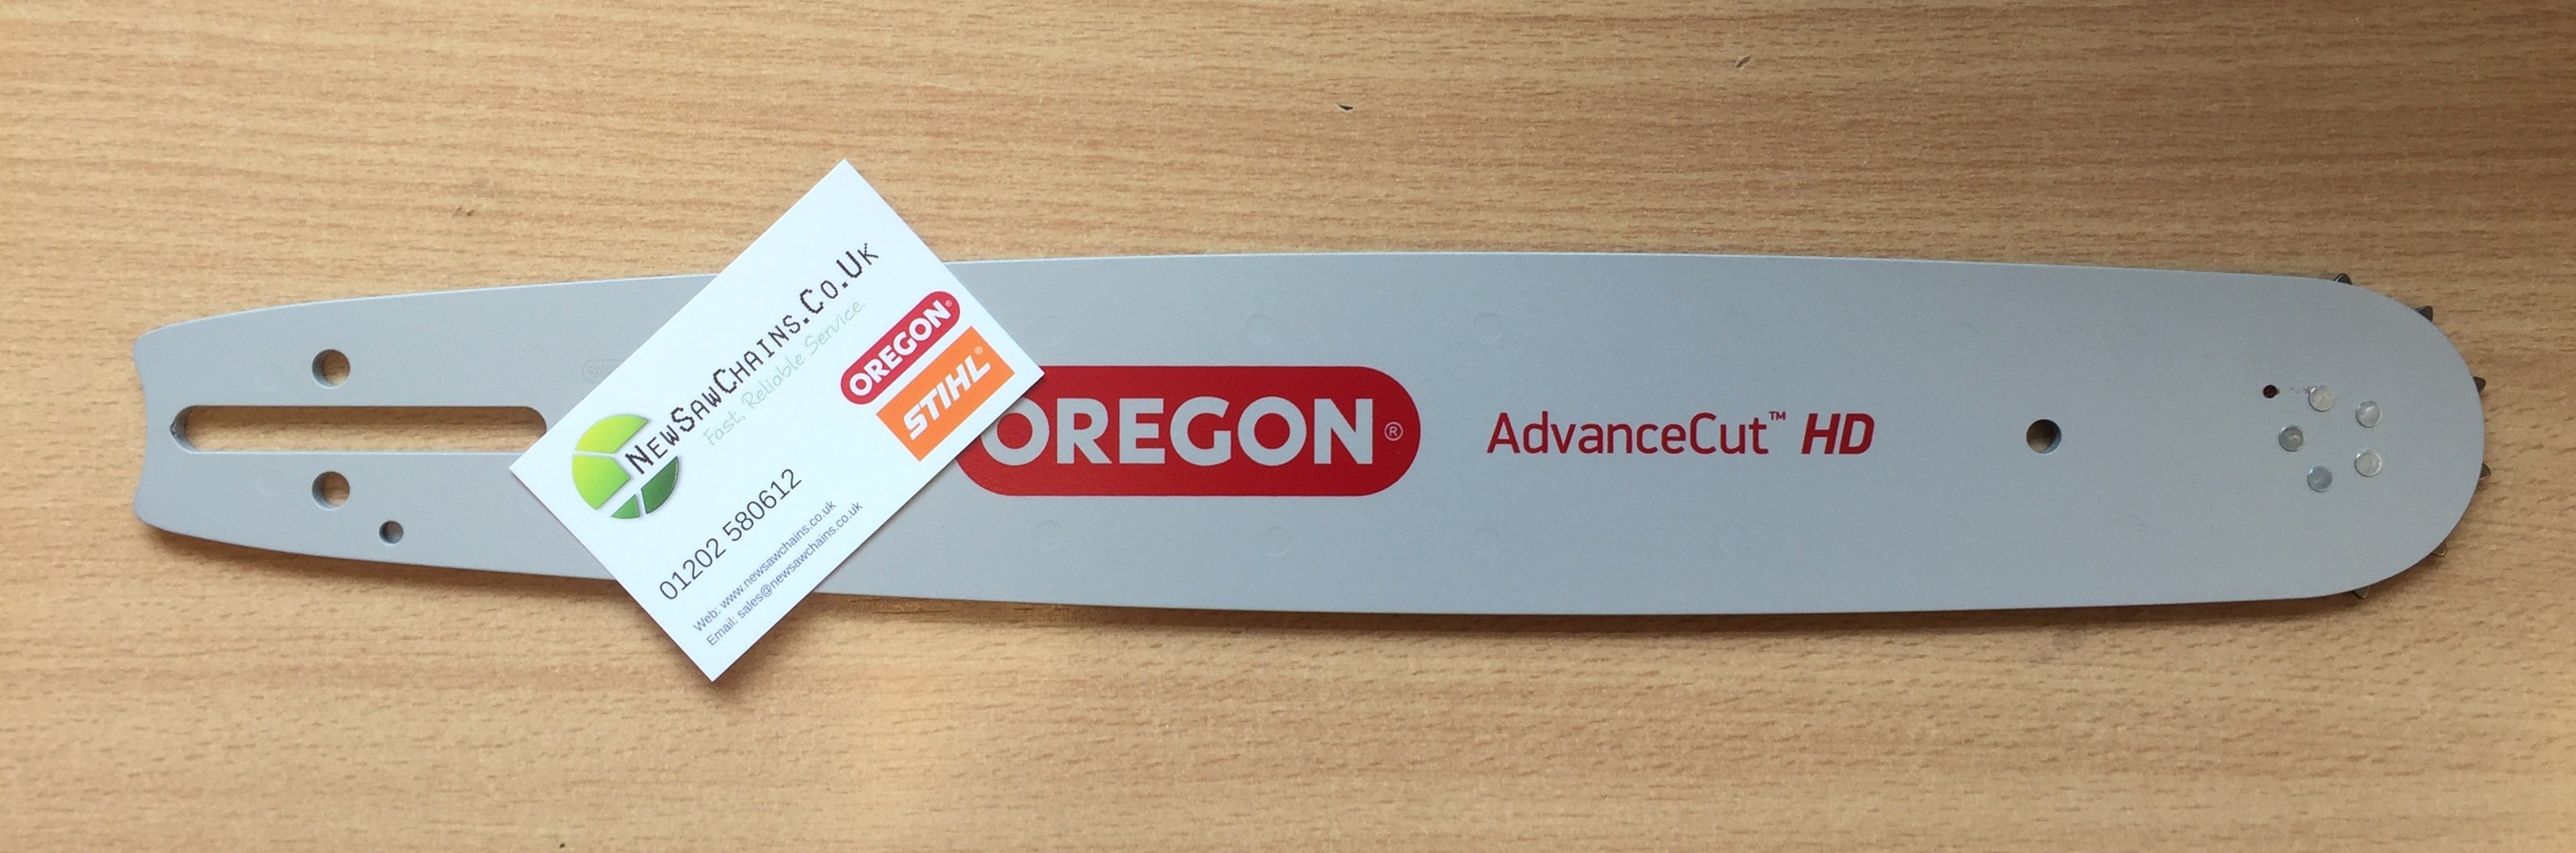 NewSawChains.Co.Uk
Fast, Reliable Service.
OREGON®
STIHL®
01202 580612
Web: www.newsawchains.co.uk
Email: sales@newsawchains.co.uk
OREGON®
AdvanceCut™ HD